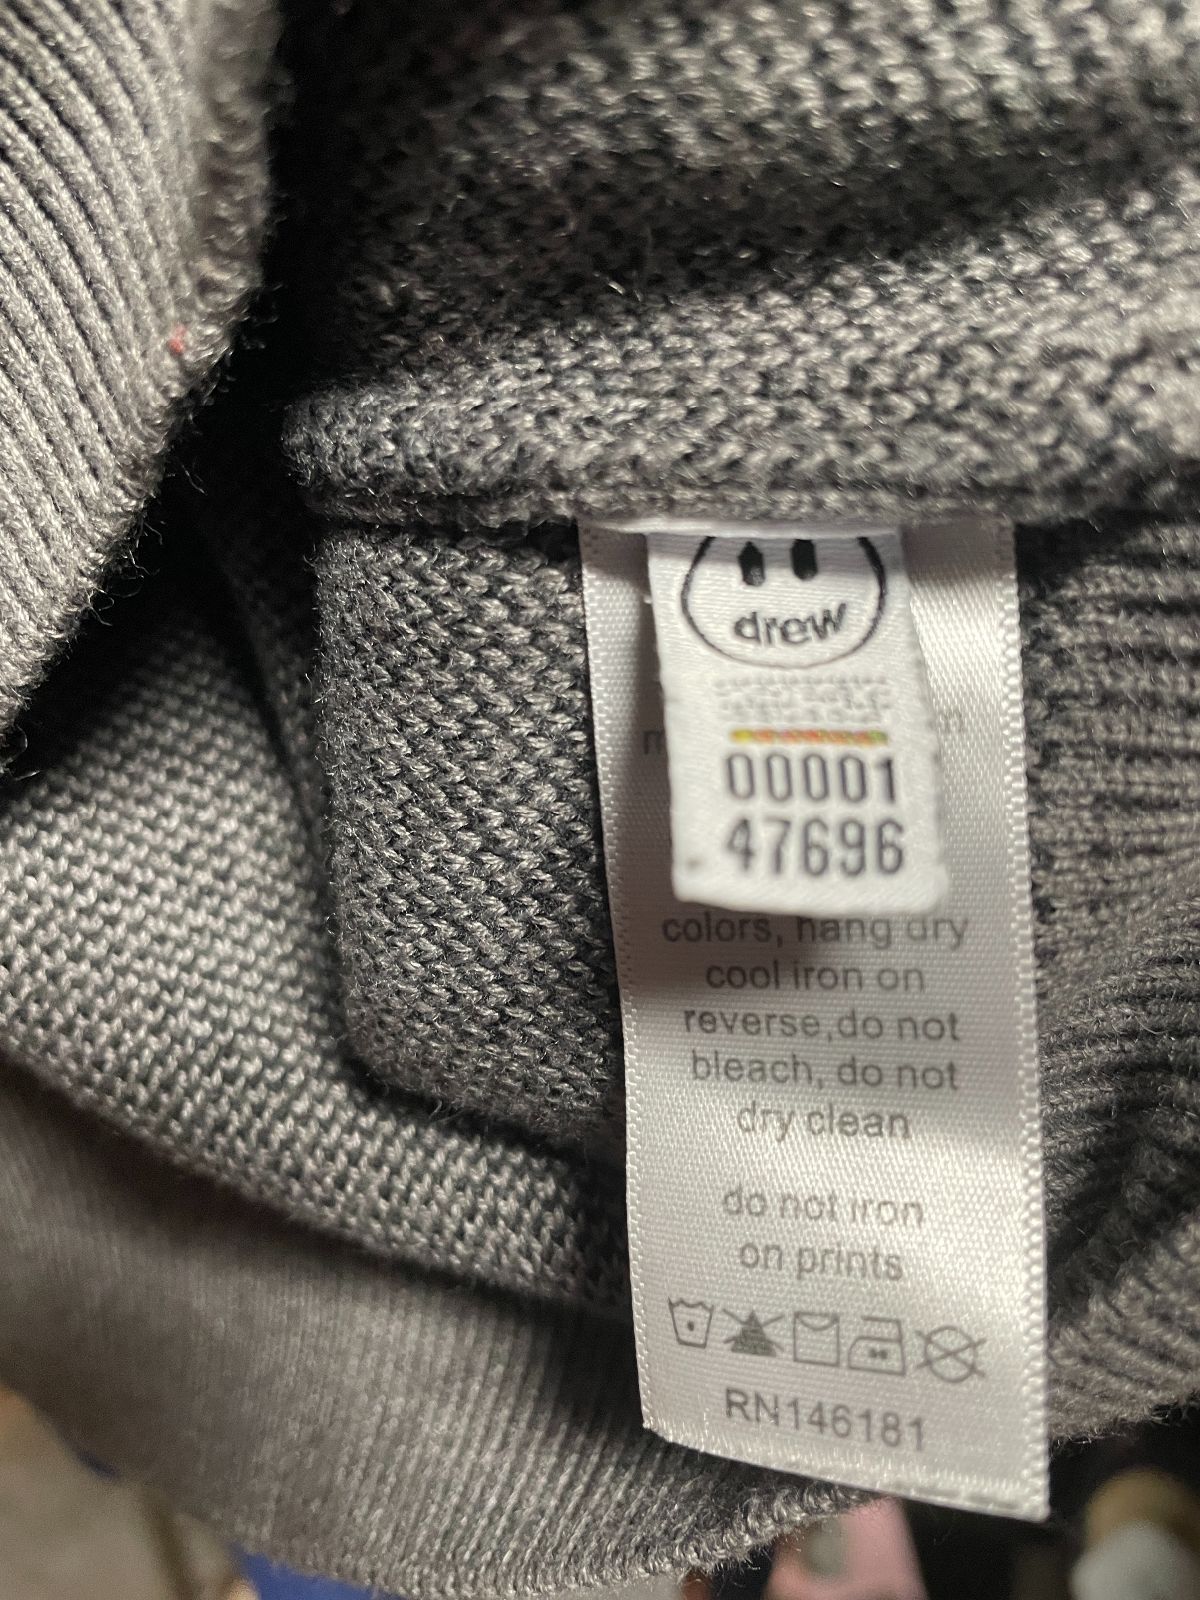 drew
00001
47696
colors, hang dry
cool iron on
reverse,do not
bleach, do not
dry clean
do not iron
on prints
RN146181